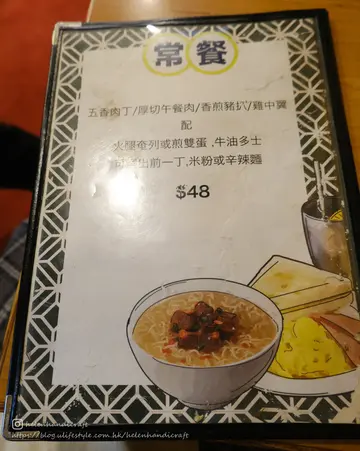 常餐
五香肉丁/厚切午餐肉/香煎豬扒/雞中翼
配
火腿奄列或煎雙蛋,牛油多士
出前一丁,米粉或辛辣麵
$48
helenhandicraft
https://blog.ulifestyle.com.hk/helenhandicraft